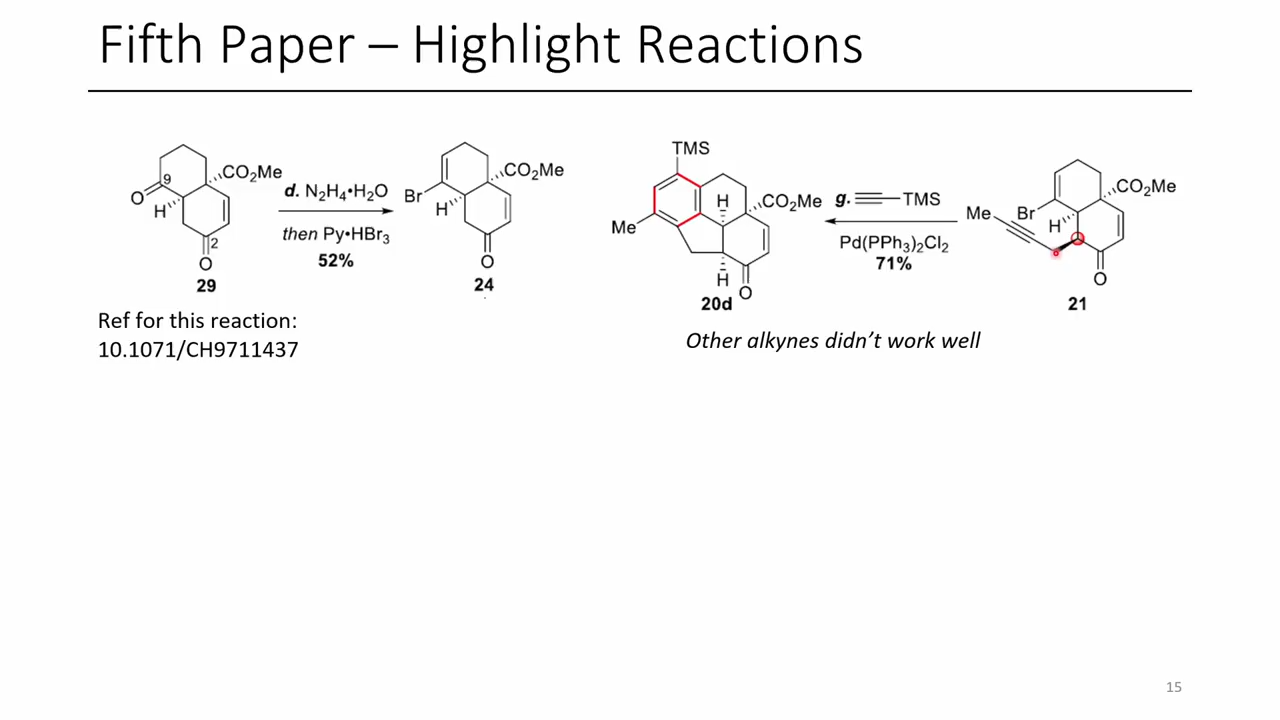 Fifth Paper – Highlight Reactions
9
O
H
CO2Me
2
O
29
d. N2H4•H2O
then Py•HBr3
52%
Br
H
CO2Me
O
24
TMS
Me
H
CO2Me
H
O
20d
g. TMS
Pd(PPh3)2Cl2
71%
Me
Br
H
CO2Me
O
21
Ref for this reaction:
10.1071/CH9711437
Other alkynes didn’t work well
15